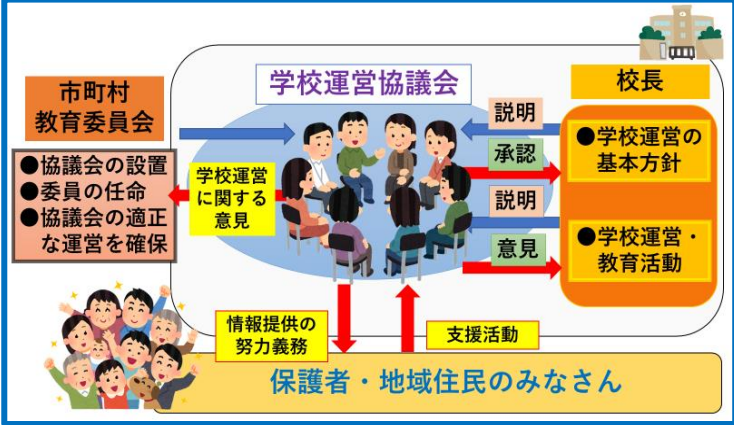 学校運営協議会
市町村
教育委員会
●協議会の設置
●委員の任命
●協議会の適正
な運営を確保
学校運営
に関する
意見
校長
説明
承認
●学校運営の
基本方針
説明
意見
●学校運営・
教育活動
情報提供の
努力義務
支援活動
保護者・地域住民のみなさん